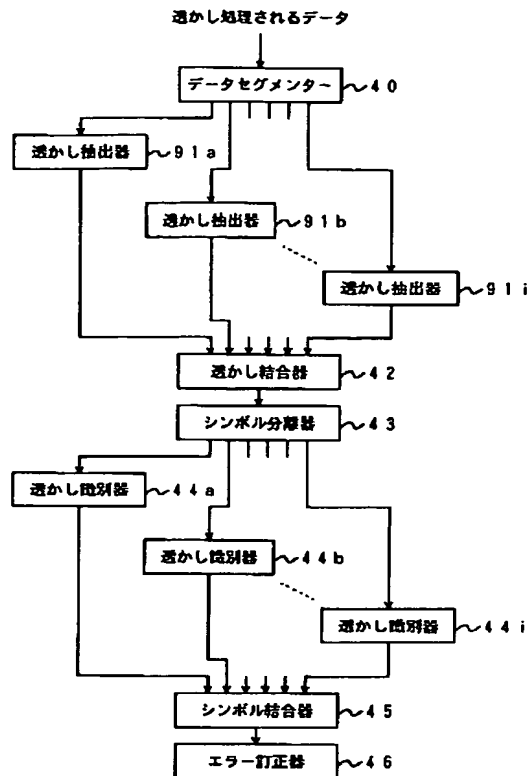 透かし処理されるデータ
データセグメンター 40
透かし抽出器 91a
透かし抽出器 91b
透かし抽出器 91i
透かし結合器 42
シンボル分離器 43
透かし識別器 44a
透かし識別器 44b
透かし識別器 44i
シンボル結合器 45
エラー訂正器 46